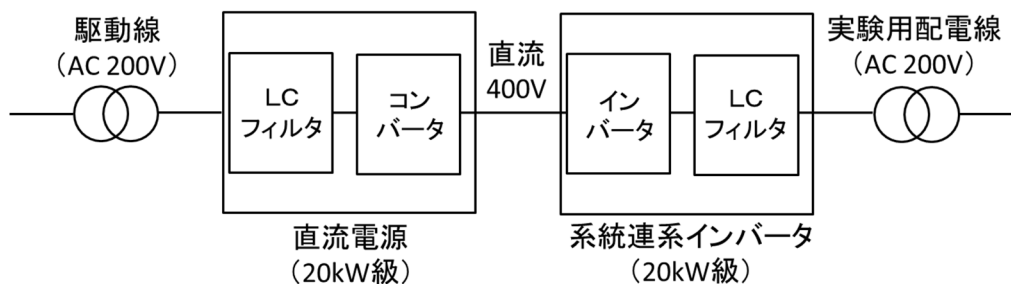 駆動線
（AC 200V）
LC
フィルタ
コン
バータ
直流電源
（20kW級）
直流
400V
イン
バータ
LC
フィルタ
系統連系インバータ
（20kW級）
実験用配電線
（AC 200V）